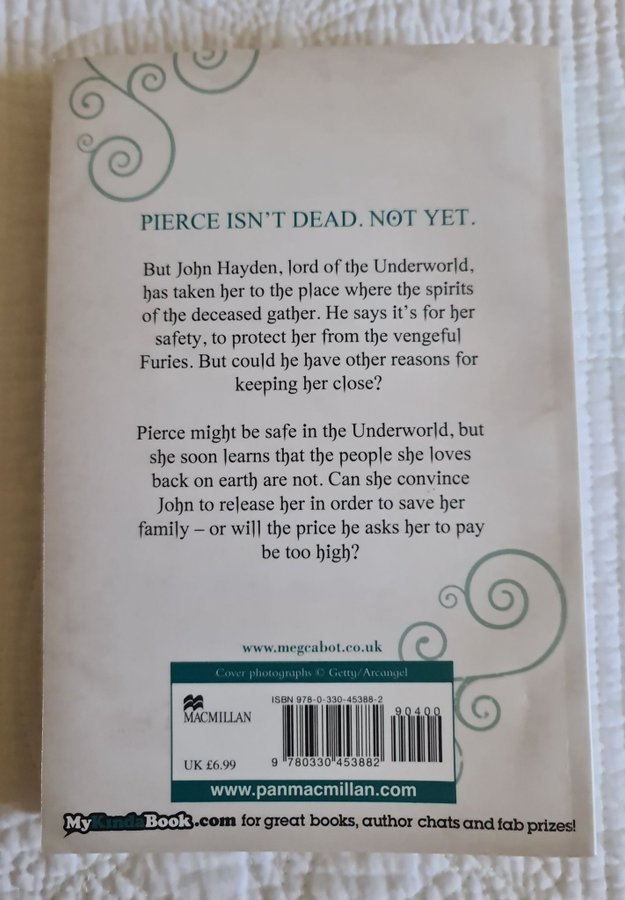 PIERCE ISN'T DEAD. NOT YET.
But John Hayden, lord of the Underworld,
has taken her to the place where the spirits
of the deceased gather. He says it's for her
safety, to protect her from the vengeful
Furies. But could he have other reasons for
keeping her close?
Pierce might be safe in the Underworld, but
she soon learns that the people she loves
back on earth are not. Can she convince
John to release her in order to save her
family – or will the price he asks her to pay
be too high?
www.megcabot.co.uk
Cover photographs © Getty/Arcangel
MACMILLAN
UK £6.99
ISBN 978-0-330-45388-2
90400
9 780330 453882
www.panmacmillan.com
MyKindaBook.com for great books, author chats and fab prizes!